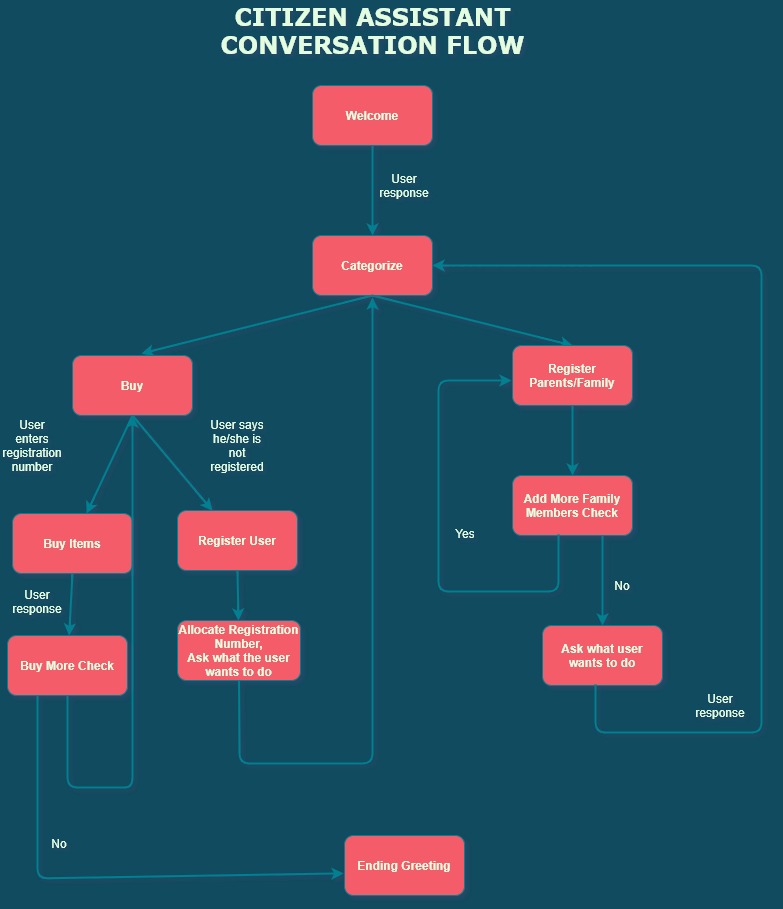 CITIZEN ASSISTANT
CONVERSATION FLOW
Welcome
User
response
Categorize
Buy
Register
Parents/Family
User
enters
registration
number
User says
he/she is
not
registered
Add More Family
Members Check
Yes
Buy Items
Register User
No
User
response
Buy More Check
Allocate Registration
Number,
Ask what the user
wants to do
Ask what user
wants to do
User
response
No
Ending Greeting